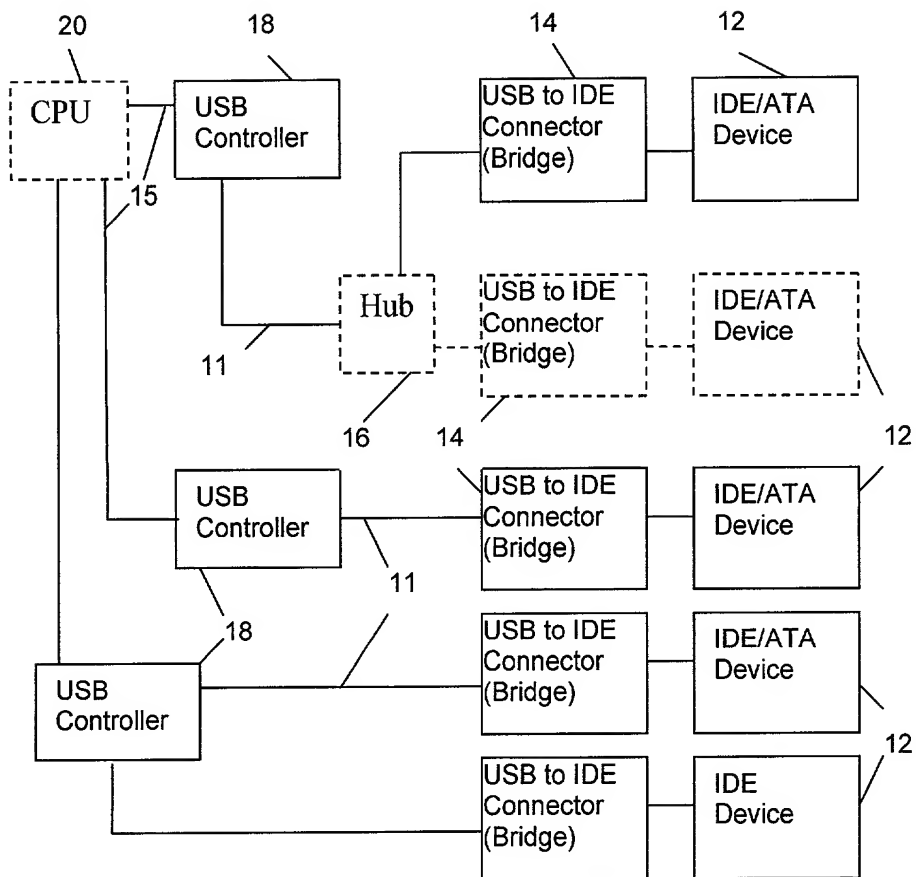 20
18
14
12
CPU
USB
Controller
USB to IDE
Connector
(Bridge)
IDE/ATA
Device
15
Hub
USB to IDE
Connector
(Bridge)
IDE/ATA
Device
11
16
14
12
USB
Controller
USB to IDE
Connector
(Bridge)
IDE/ATA
Device
11
18
USB
Controller
USB to IDE
Connector
(Bridge)
IDE/ATA
Device
12
USB to IDE
Connector
(Bridge)
IDE
Device